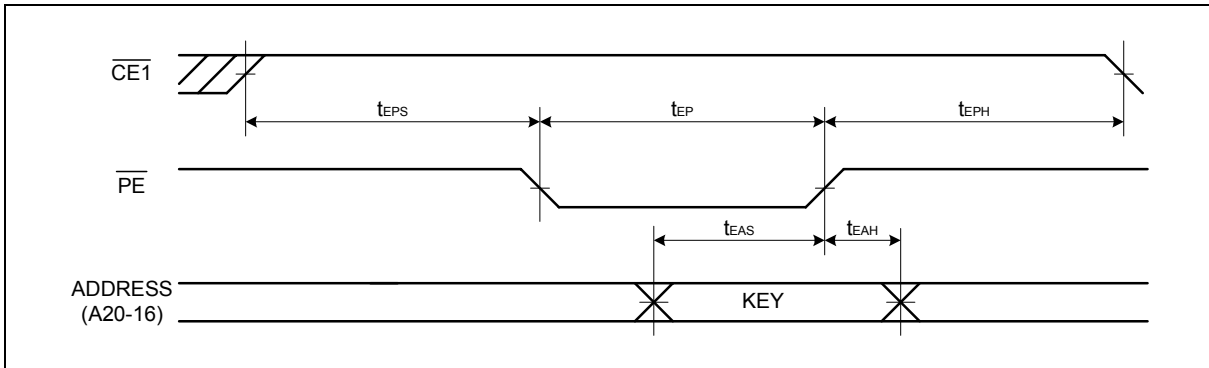 CE1
tEPS
tEP
tEPH
PE
tEAS
tEAH
ADDRESS
(A20-16)
KEY